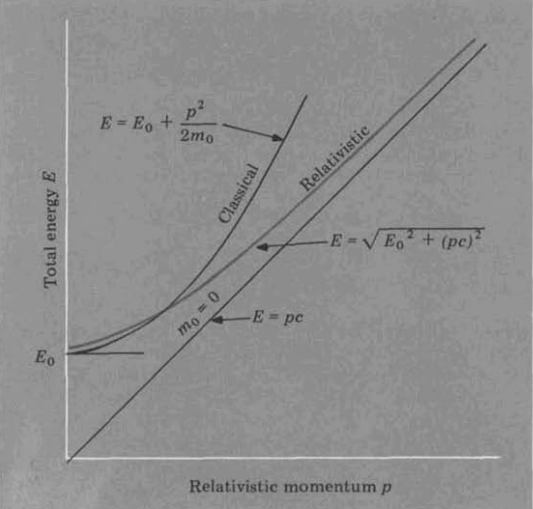 E = E₀ + p²/2m₀
Classical
Relativistic
E = √E₀² + (pc)²
m₀ = 0
E = pc
E₀
Total energy E
Relativistic momentum p